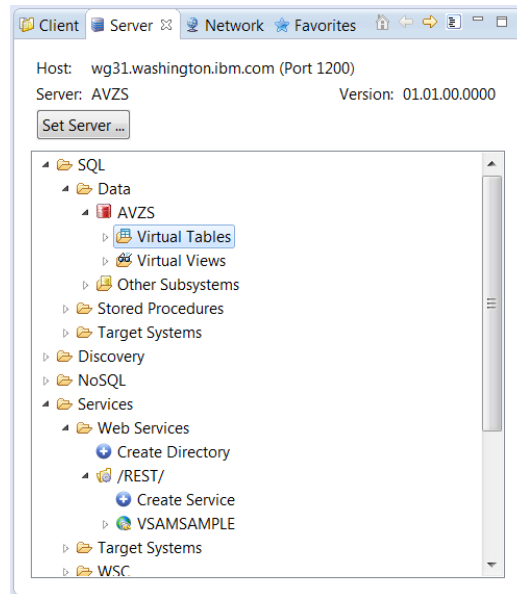 Client Server Network Favorites
Host: wg31.washington.ibm.com (Port 1200)
Server: AVZS Version: 01.01.00.0000
Set Server ...
SQL
Data
AVZS
Virtual Tables
Virtual Views
Other Subsystems
Stored Procedures
Target Systems
Discovery
NoSQL
Services
Web Services
Create Directory
/REST/
Create Service
VSAMSAMPLE
Target Systems
WSC